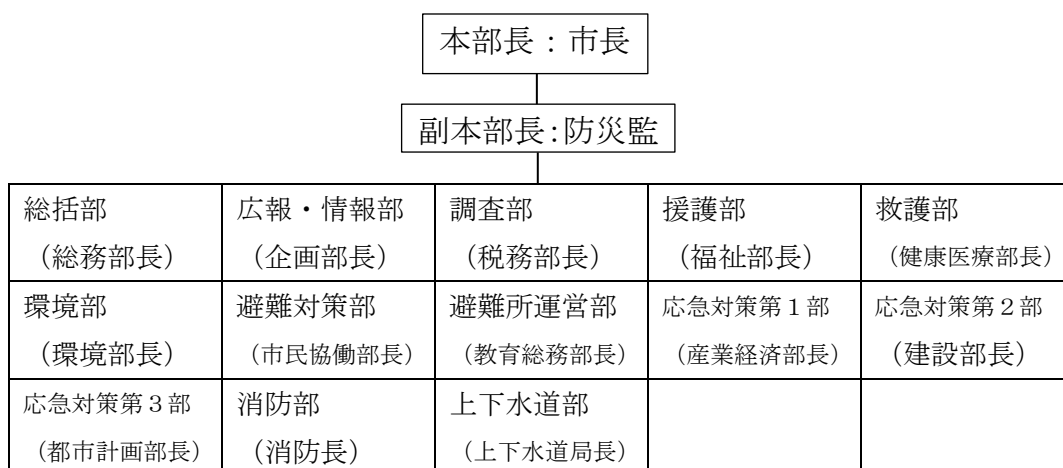 本部長：市長
副本部長:防災監
総括部
（総務部長）
広報・情報部
（企画部長）
調査部
（税務部長）
援護部
（福祉部長）
救護部
（健康医療部長）
環境部
（環境部長）
避難対策部
（市民協働部長）
避難所運営部
（教育総務部長）
応急対策第１部
（産業経済部長）
応急対策第２部
（建設部長）
応急対策第３部
（都市計画部長）
消防部
（消防長）
上下水道部
（上下水道局長）